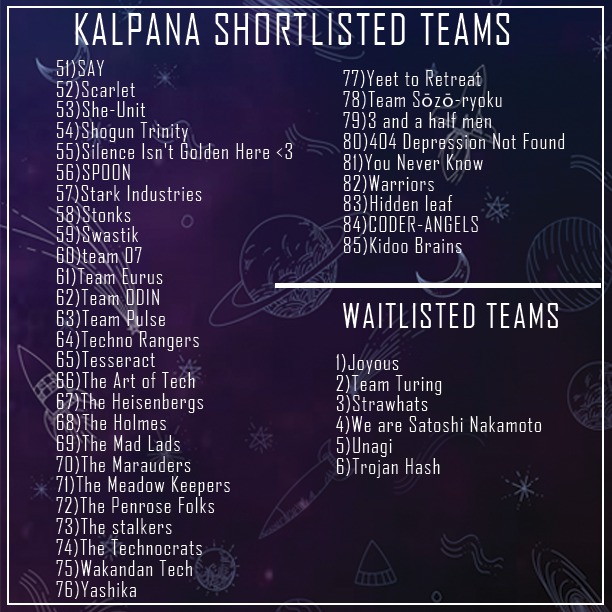 KALPANA SHORTLISTED TEAMS
51)SAY
52)Scarlet
53)She-Unit
54)Shogun Trinity
55)Silence Isn't Golden Here <3
56)SPOON
57)Stark Industries
58)Stonks
59)Swastik
60)team 07
61)Team Eurus
62)Team ODIN
63)Team Pulse
64)Techno Rangers
65)Tesseract
66)The Art of Tech
67)The Heisenbergs
68)The Holmes
69)The Mad Lads
70)The Marauders
71)The Meadow Keepers
72)The Penrose Folks
73)The stalkers
74)The Technocrats
75)Wakandan Tech
76)Yashika
77)Yeet to Retreat
78)Team Sōzō-ryoku
79)3 and a half men
80)404 Depression Not Found
81)You Never Know
82)Warriors
83)Hidden leaf
84)CODER-ANGELS
85)Kidoo Brains
WAITLISTED TEAMS
1)Joyous
2)Team Turing
3)Strawhats
4)We are Satoshi Nakamoto
5)Unagi
6)Trojan Hash